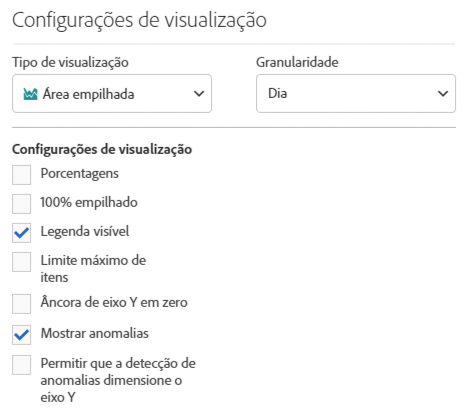 Configurações de visualização
Tipo de visualização
Granularidade
Área empilhada
Dia
Configurações de visualização
Porcentagens
100% empilhado
Legenda visível
Limite máximo de
itens
Âncora de eixo Y em zero
Mostrar anomalias
Permitir que a detecção de
anomalias dimensione o
eixo Y